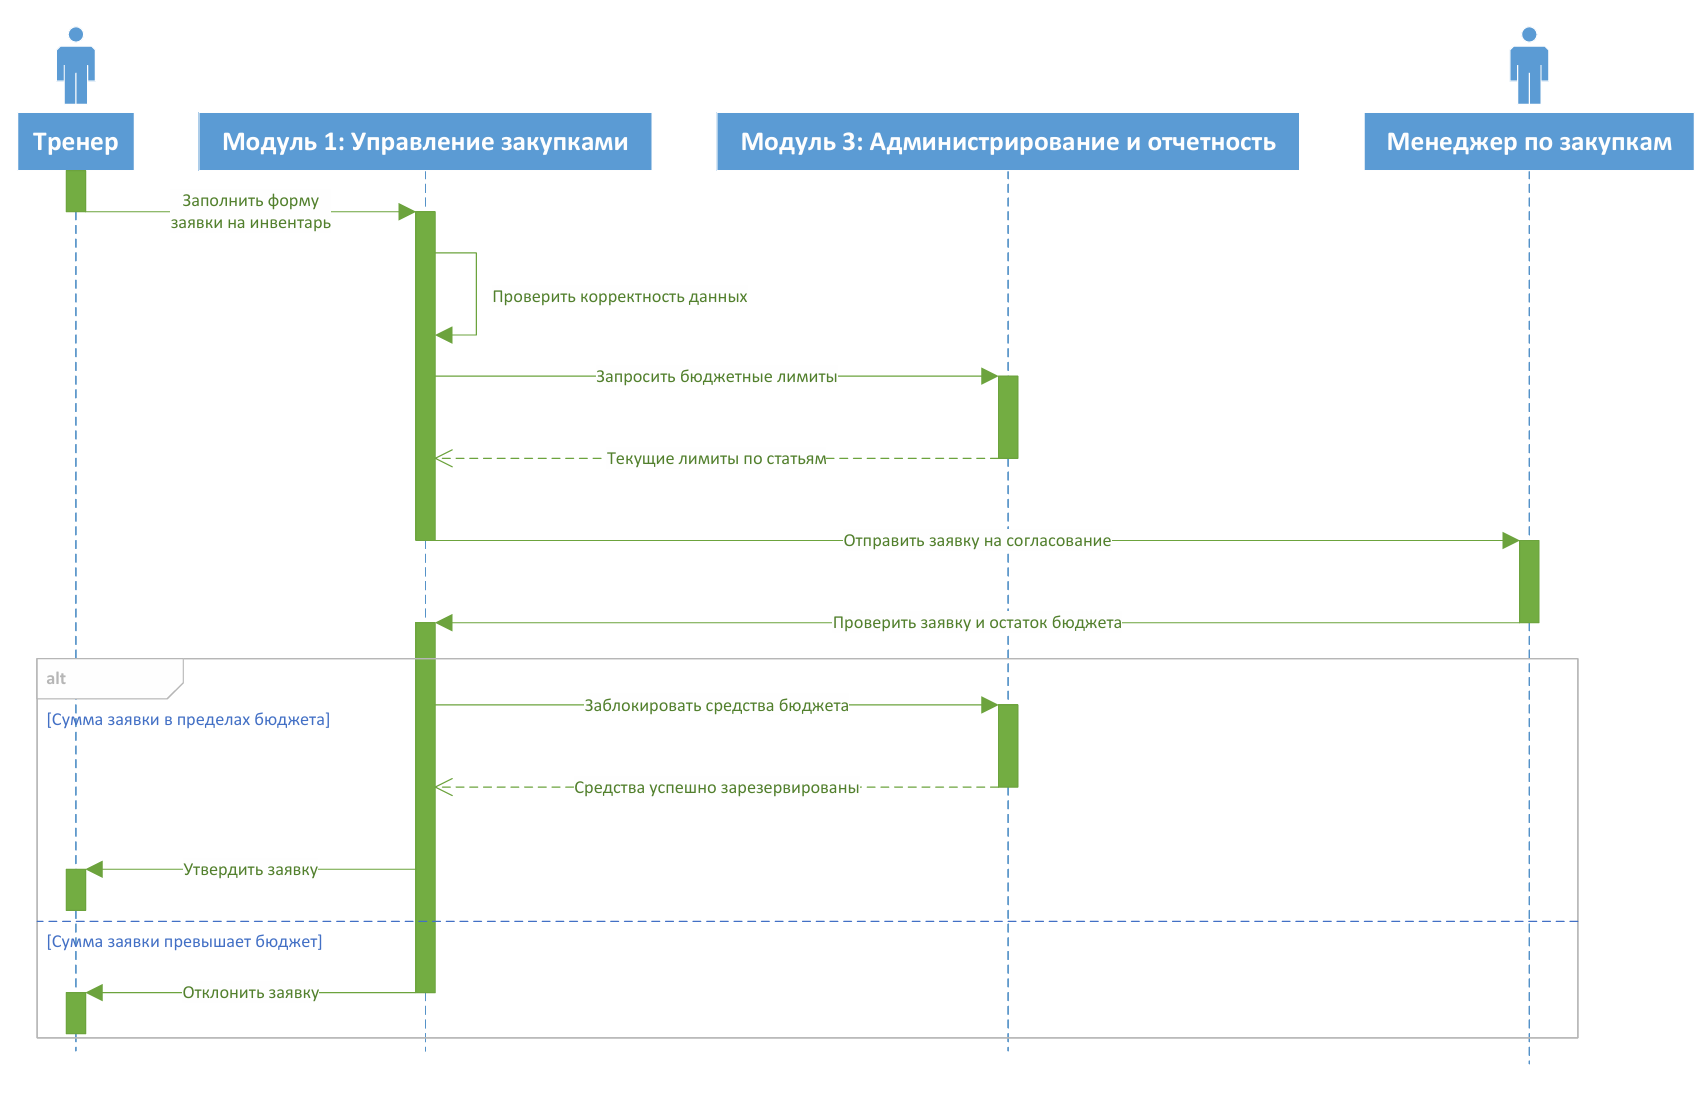 Тренер
Модуль 1: Управление закупками
Модуль 3: Администрирование и отчетность
Менеджер по закупкам
Заполнить форму
заявки на инвентарь
Проверить корректность данных
Запросить бюджетные лимиты
Текущие лимиты по статьям
Отправить заявку на согласование
Проверить заявку и остаток бюджета
alt
[Сумма заявки в пределах бюджета]
Заблокировать средства бюджета
Средства успешно зарезервированы
Утвердить заявку
[Сумма заявки превышает бюджет]
Отклонить заявку